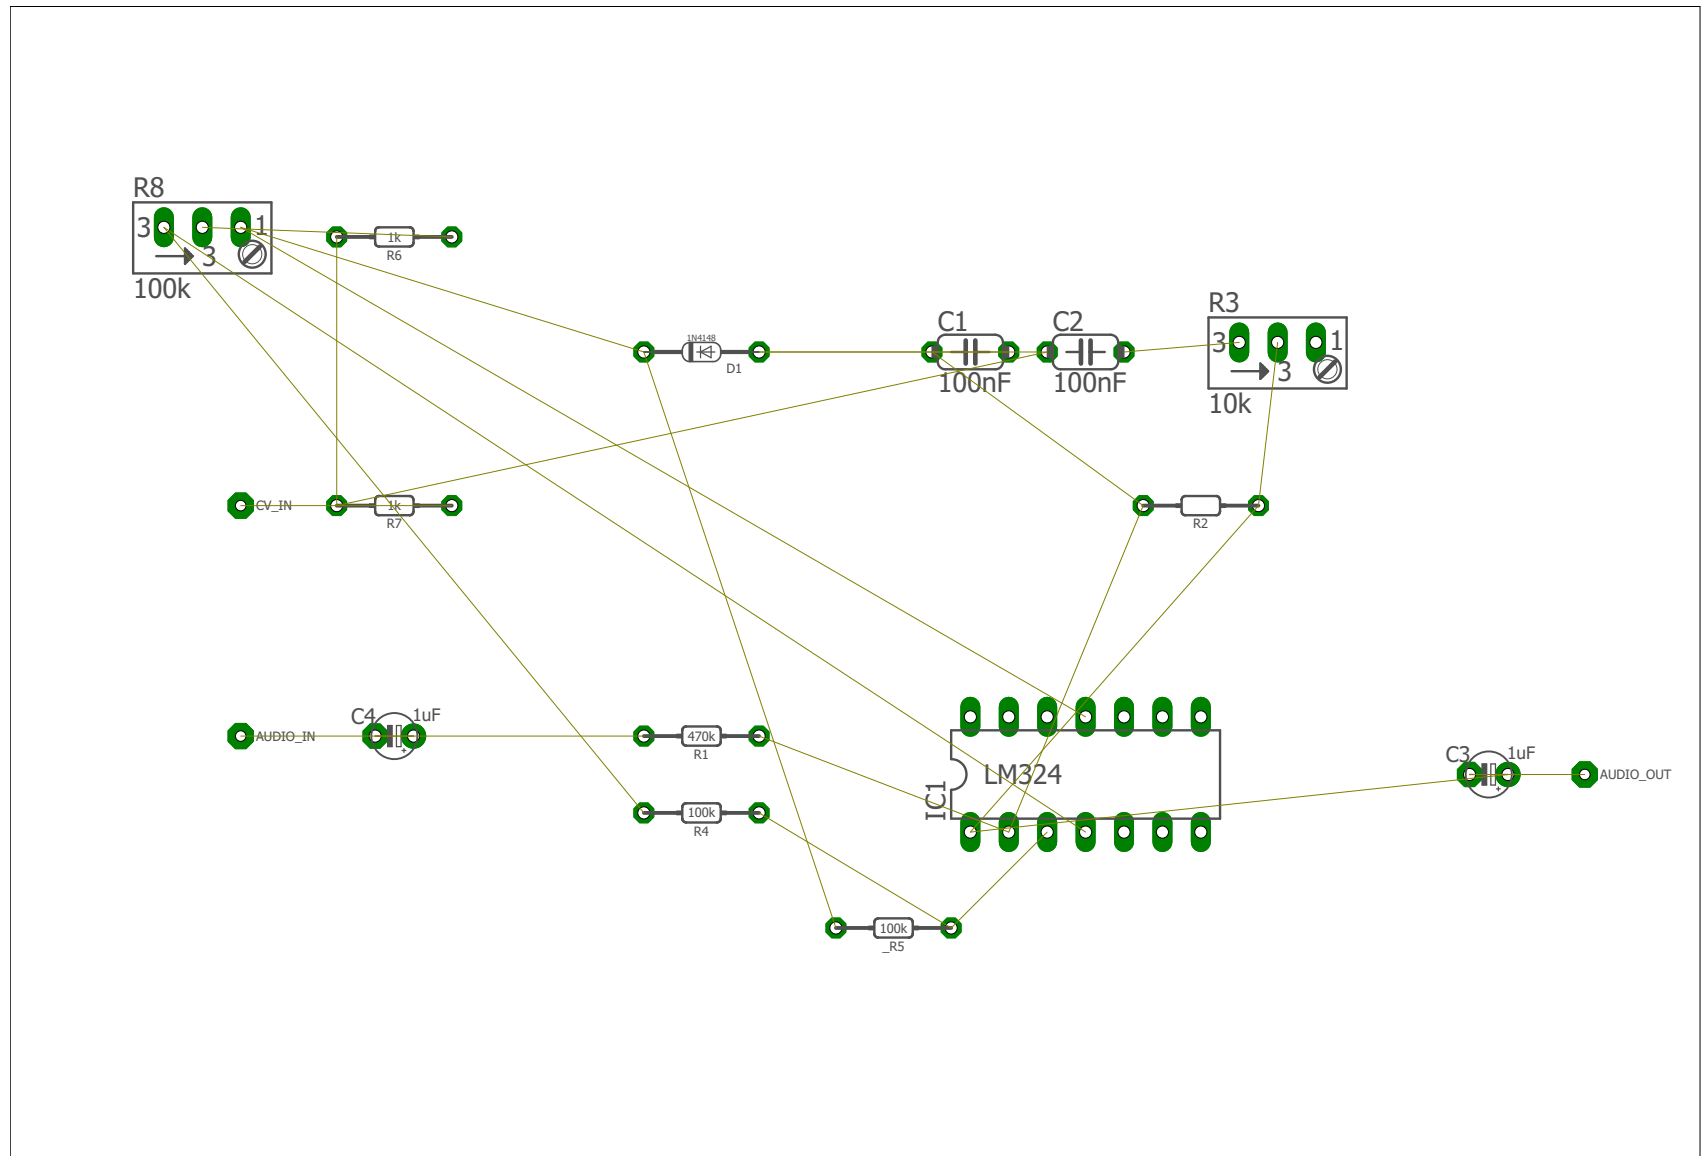 R8
3
1
3
100k
1k
R6
1N4148
D1
C1
100nF
C2
100nF
R3
3
1
3
10k
CV_IN
1k
R7
R2
C4
1uF
+
AUDIO_IN
470k
R1
100k
R4
IC1
LM324
C3
1uF
+
AUDIO_OUT
100k
_R5